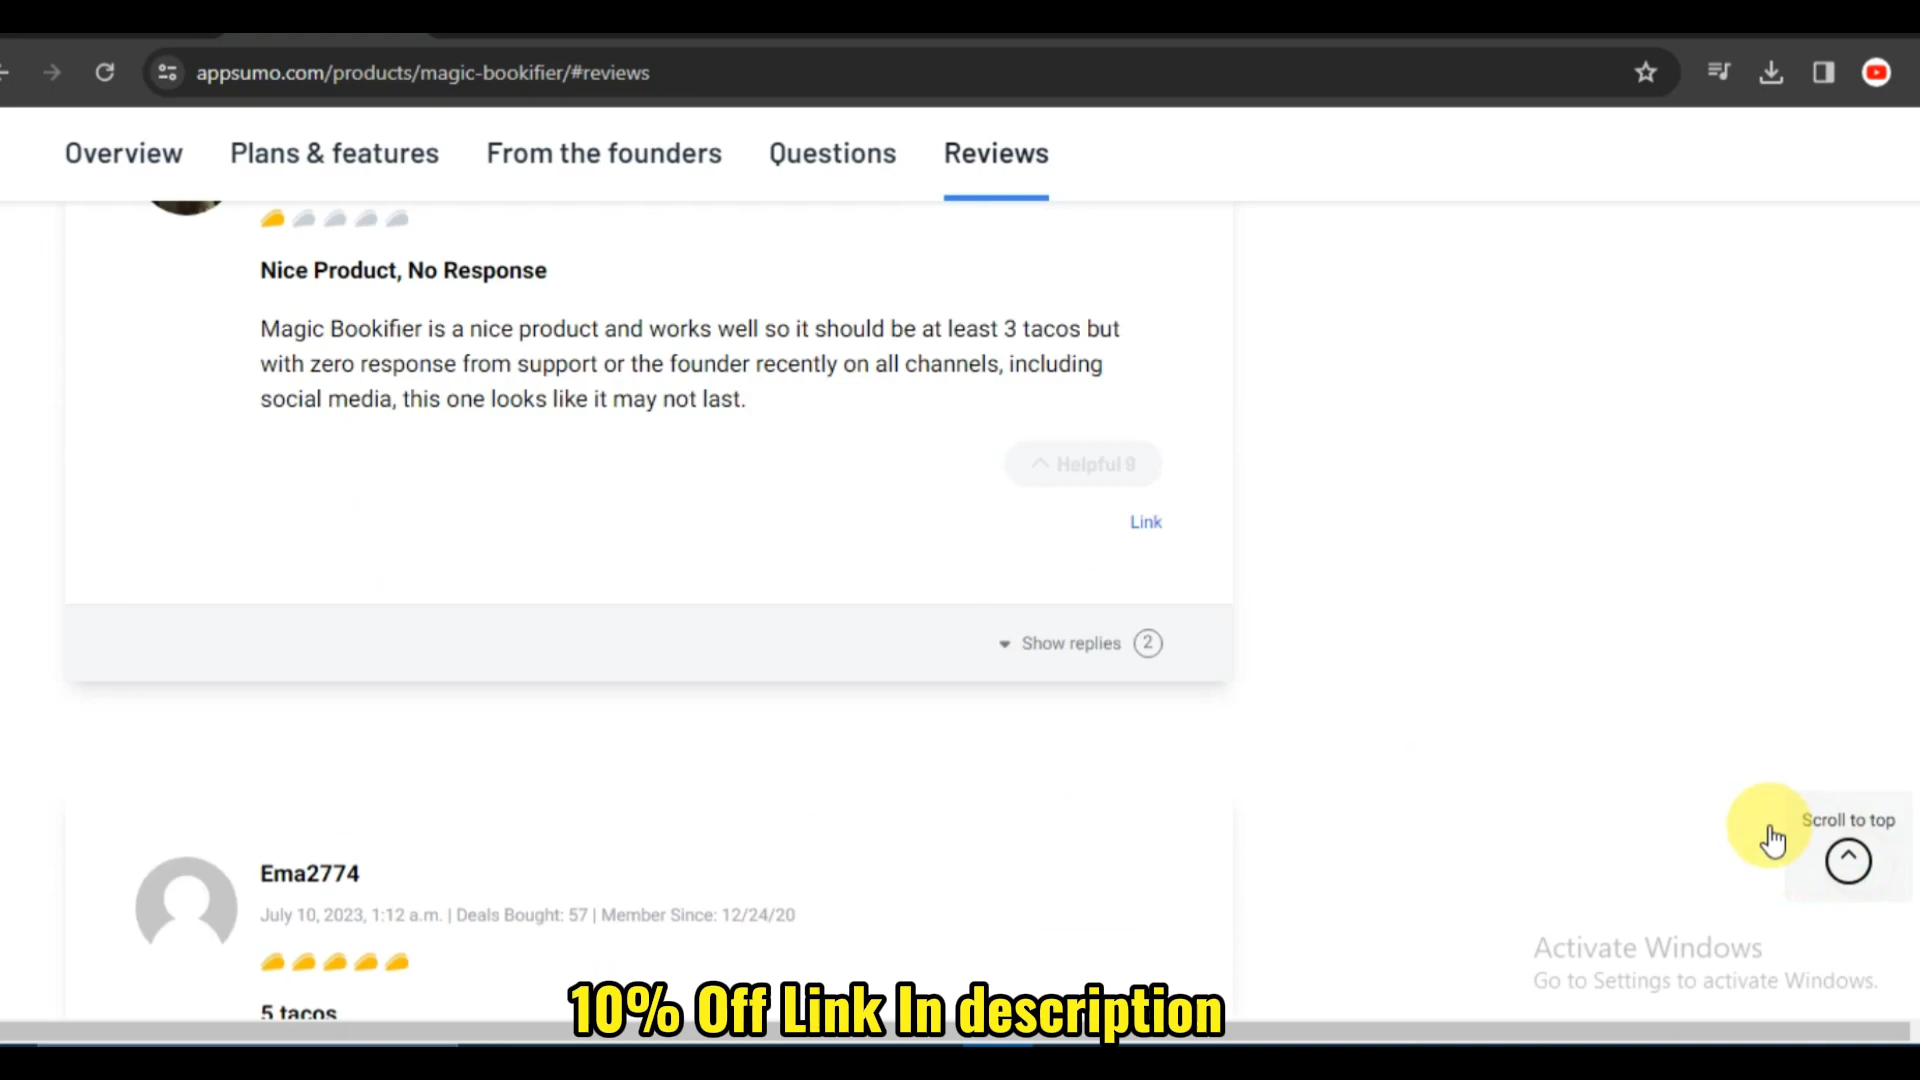 appsumo.com/products/magic-bookifier/#reviews
Overview Plans & features From the founders Questions Reviews
Nice Product, No Response
Magic Bookifier is a nice product and works well so it should be at least 3 tacos but
with zero response from support or the founder recently on all channels, including
social media, this one looks like it may not last.
Helpful 9
Link
Show replies 2
Scroll to top
Ema2774
July 10, 2023, 1:12 a.m. | Deals Bought: 57 | Member Since: 12/24/20
Activate Windows
Go to Settings to activate Windows.
5 tacos
10% Off Link In description